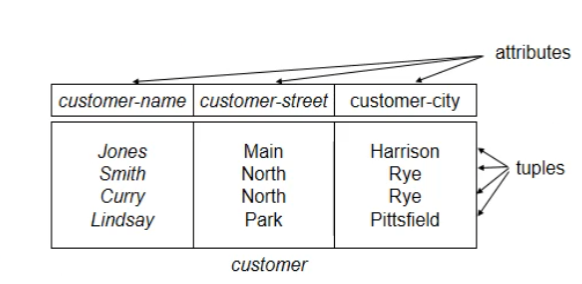 attributes
customer-name customer-street customer-city
Jones Main Harrison
Smith North Rye
Curry North Rye
Lindsay Park Pittsfield
tuples
customer